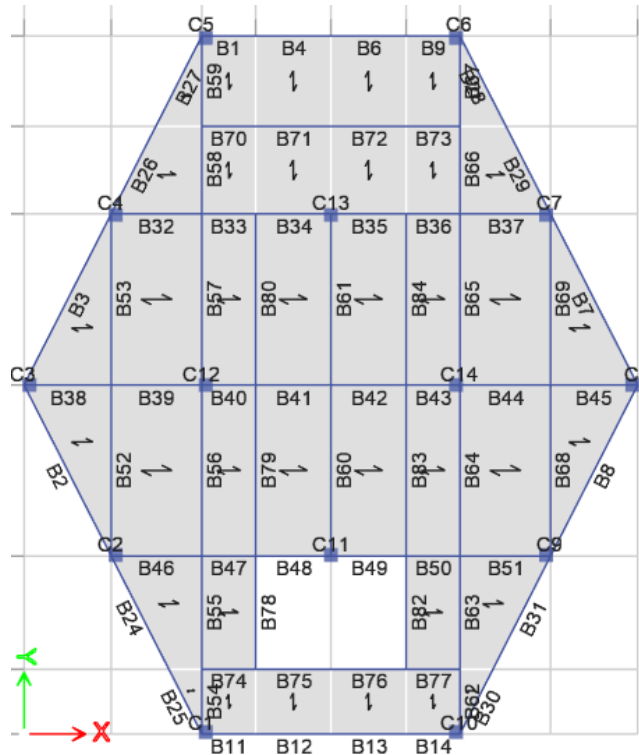 C5 C6
B1 B4 B6 B9
B27 B59
B70 B71 B72 B73
B26 B58 B66 B29
C4 C13 C7
B32 B33 B34 B35 B36 B37
B3 B53 B57 B80 B61 B84 B65 B69 B7
C3 C12 C14 C
B38 B39 B40 B41 B42 B43 B44 B45
B2 B52 B56 B79 B60 B83 B64 B68 B8
C2 C11 C9
B46 B47 B48 B49 B50 B51
B24 B55 B78 B82 B63 B31
B74 B75 B76 B77
B25 B54 B62 B30
C1
B11 B12 B13 B14
Y
X